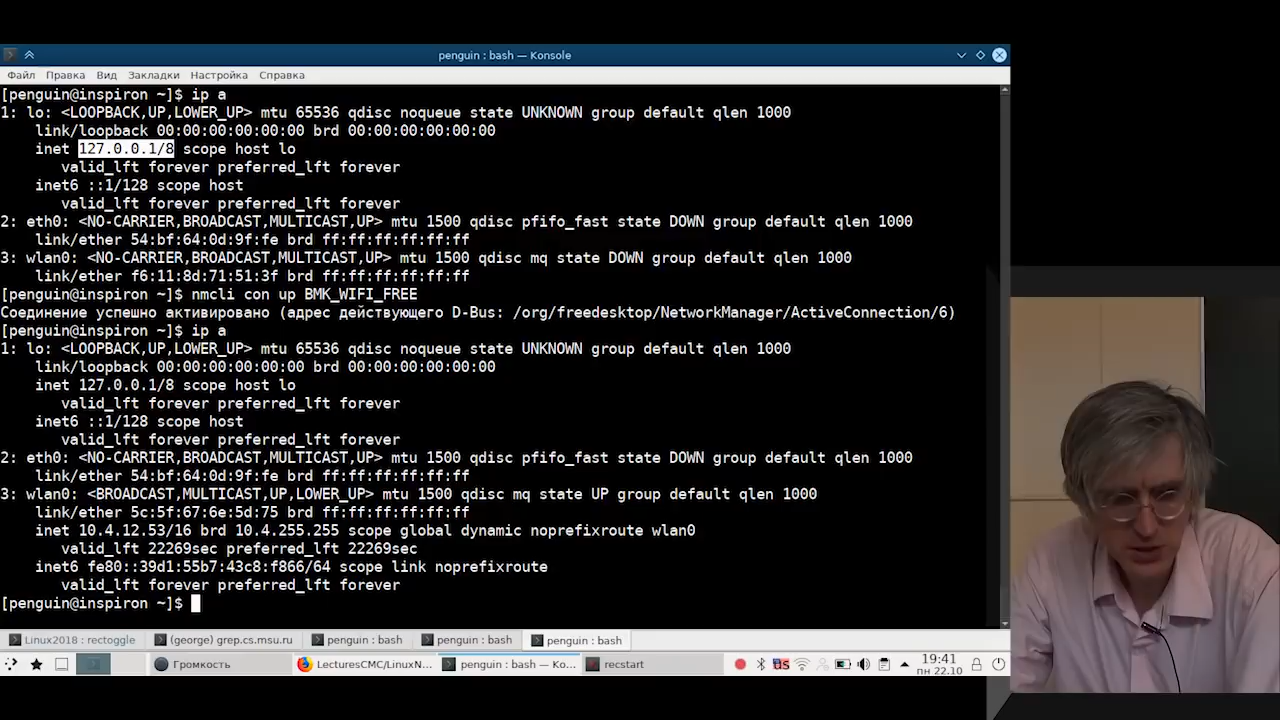 penguin : bash — Konsole
Файл Правка Вид Закладки Настройка Справка
[penguin@inspiron ~]$ ip a
1: lo: <LOOPBACK,UP,LOWER_UP> mtu 65536 qdisc noqueue state UNKNOWN group default qlen 1000
    link/loopback 00:00:00:00:00:00 brd 00:00:00:00:00:00
    inet 127.0.0.1/8 scope host lo
       valid_lft forever preferred_lft forever
    inet6 ::1/128 scope host
       valid_lft forever preferred_lft forever
2: eth0: <NO-CARRIER,BROADCAST,MULTICAST,UP> mtu 1500 qdisc pfifo_fast state DOWN group default qlen 1000
    link/ether 54:bf:64:0d:9f:fe brd ff:ff:ff:ff:ff:ff
3: wlan0: <NO-CARRIER,BROADCAST,MULTICAST,UP> mtu 1500 qdisc mq state DOWN group default qlen 1000
    link/ether f6:11:8d:71:51:3f brd ff:ff:ff:ff:ff:ff
[penguin@inspiron ~]$ nmcli con up BMK_WIFI_FREE
Соединение успешно активировано (адрес действующего D-Bus: /org/freedesktop/NetworkManager/ActiveConnection/6)
[penguin@inspiron ~]$ ip a
1: lo: <LOOPBACK,UP,LOWER_UP> mtu 65536 qdisc noqueue state UNKNOWN group default qlen 1000
    link/loopback 00:00:00:00:00:00 brd 00:00:00:00:00:00
    inet 127.0.0.1/8 scope host lo
       valid_lft forever preferred_lft forever
    inet6 ::1/128 scope host
       valid_lft forever preferred_lft forever
2: eth0: <NO-CARRIER,BROADCAST,MULTICAST,UP> mtu 1500 qdisc pfifo_fast state DOWN group default qlen 1000
    link/ether 54:bf:64:0d:9f:fe brd ff:ff:ff:ff:ff:ff
3: wlan0: <BROADCAST,MULTICAST,UP,LOWER_UP> mtu 1500 qdisc mq state UP group default qlen 1000
    link/ether 5c:5f:67:6e:5d:75 brd ff:ff:ff:ff:ff:ff
    inet 10.4.12.53/16 brd 10.4.255.255 scope global dynamic noprefixroute wlan0
       valid_lft 22269sec preferred_lft 22269sec
    inet6 fe80::39d1:55b7:43c8:f866/64 scope link noprefixroute
       valid_lft forever preferred_lft forever
[penguin@inspiron ~]$
Linux2018 : rectoggle (george) grep.cs.msu.ru penguin : bash penguin : bash penguin : bash
Громкость LecturesCMC/LinuxN... penguin : bash — Ko... recstart US 19:41
пн 22.10